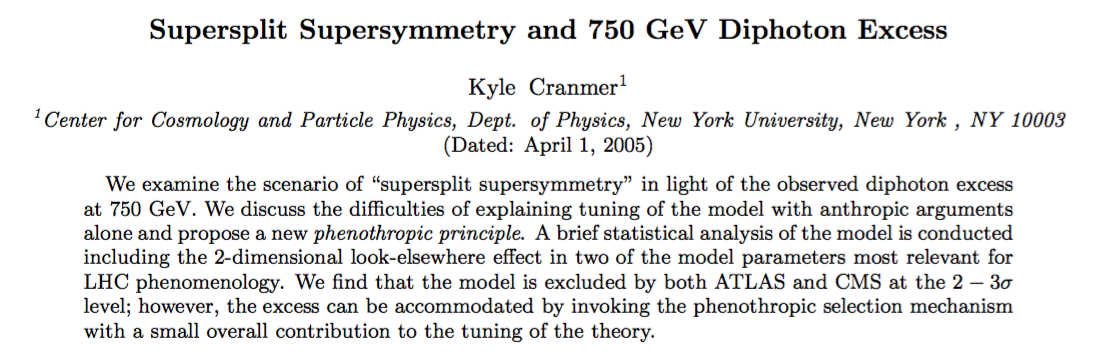 Supersplit Supersymmetry and 750 GeV Diphoton Excess
Kyle Cranmer¹
¹Center for Cosmology and Particle Physics, Dept. of Physics, New York University, New York , NY 10003
(Dated: April 1, 2005)
We examine the scenario of “supersplit supersymmetry” in light of the observed diphoton excess
at 750 GeV. We discuss the difficulties of explaining tuning of the model with anthropic arguments
alone and propose a new phenothropic principle. A brief statistical analysis of the model is conducted
including the 2-dimensional look-elsewhere effect in two of the model parameters most relevant for
LHC phenomenology. We find that the model is excluded by both ATLAS and CMS at the 2 − 3σ
level; however, the excess can be accommodated by invoking the phenothropic selection mechanism
with a small overall contribution to the tuning of the theory.